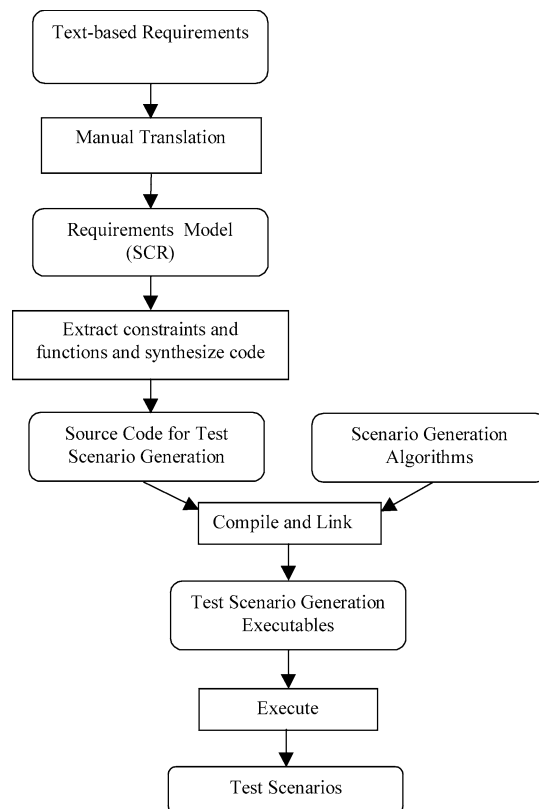 Text-based Requirements
Manual Translation
Requirements Model
(SCR)
Extract constraints and
functions and synthesize code
Source Code for Test
Scenario Generation
Scenario Generation
Algorithms
Compile and Link
Test Scenario Generation
Executables
Execute
Test Scenarios